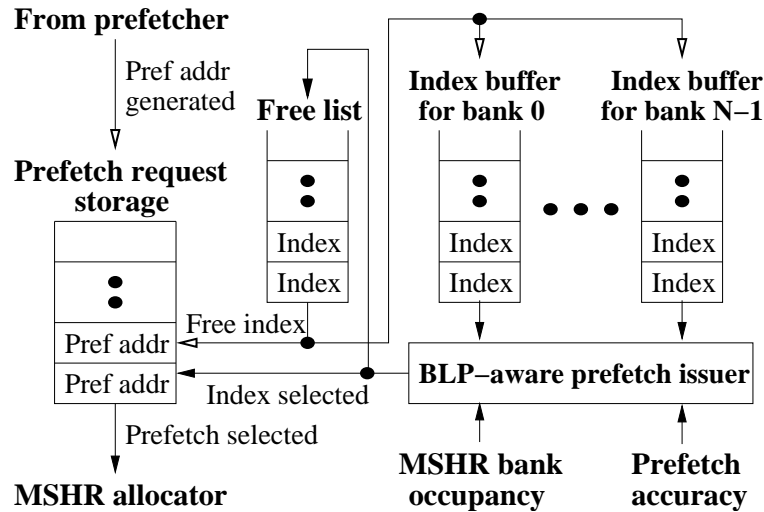 From prefetcher
Pref addr
generated
Free list
Index buffer
for bank 0
Index buffer
for bank N−1
Prefetch request
storage
Index
Index
Index
Index
Index
Index
Free index
Pref addr
Pref addr
Index selected
BLP−aware prefetch issuer
Prefetch selected
MSHR allocator
MSHR bank
occupancy
Prefetch
accuracy